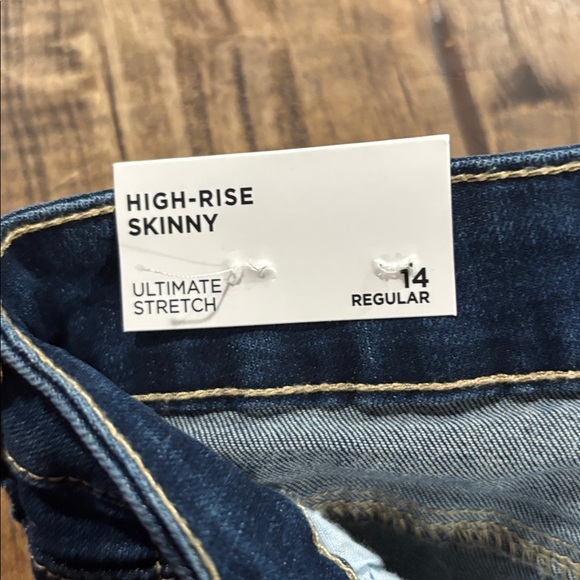 HIGH-RISE
SKINNY
ULTIMATE
STRETCH
14
REGULAR